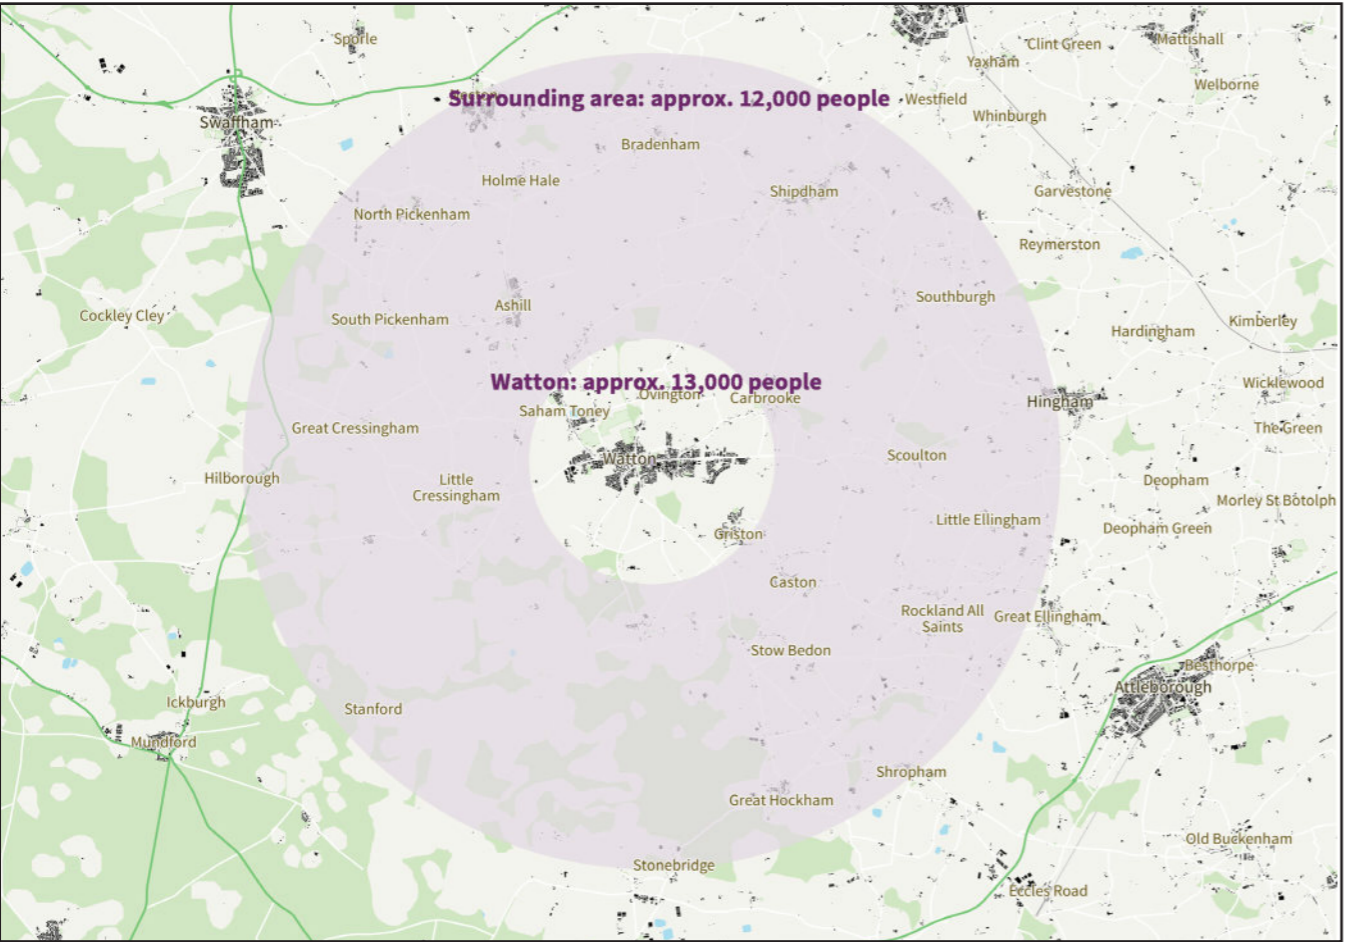 Sporle
Clint Green
Mattishall
Yaxham
Welborne
Surrounding area: approx. 12,000 people
Westfield
Whinburgh
Swaffham
Bradenham
Holme Hale
Shipdham
Garvestone
North Pickenham
Reymerston
Southburgh
Ashill
Cockley Cley
South Pickenham
Kimberley
Hardingham
Watton: approx. 13,000 people
Wicklewood
Ovington
Carbrooke
Hingham
Saham Toney
Great Cressingham
The Green
Scoulton
Watton
Hilborough
Little
Cressingham
Deopham
Morley St Botolph
Little Ellingham
Deopham Green
Griston
Caston
Rockland All
Saints
Great Ellingham
Stow Bedon
Besthorpe
Attleborough
Ickburgh
Stanford
Mundford
Shropham
Great Hockham
Old Buckenham
Stonebridge
Eccles Road